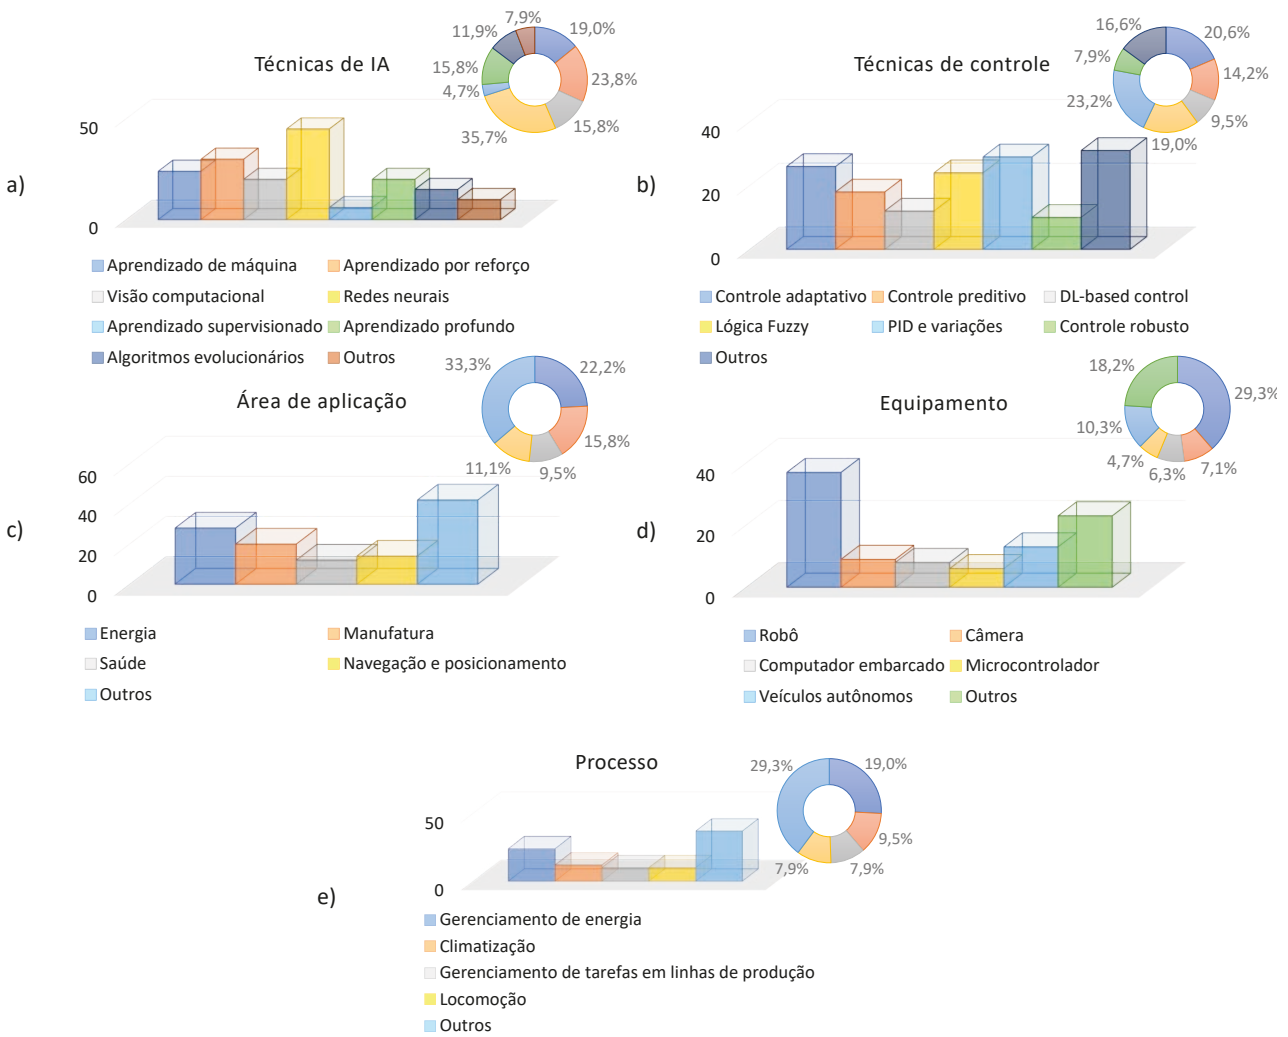 Técnicas de IA
7,9%
19,0%
11,9%
15,8%
23,8%
4,7%
35,7%
15,8%
50
0
a)
Aprendizado de máquina
Aprendizado por reforço
Visão computacional
Redes neurais
Aprendizado supervisionado
Aprendizado profundo
Algoritmos evolucionários
Outros
Técnicas de controle
16,6%
20,6%
7,9%
14,2%
23,2%
9,5%
19,0%
40
20
0
b)
Controle adaptativo
Controle preditivo
DL-based control
Lógica Fuzzy
PID e variações
Controle robusto
Outros
Área de aplicação
33,3%
22,2%
15,8%
11,1%
9,5%
60
40
20
0
c)
Energia
Manufatura
Saúde
Navegação e posicionamento
Outros
Equipamento
18,2%
29,3%
10,3%
4,7%
6,3%
7,1%
40
20
0
d)
Robô
Câmera
Computador embarcado
Microcontrolador
Veículos autônomos
Outros
Processo
29,3%
19,0%
9,5%
7,9%
7,9%
50
0
e)
Gerenciamento de energia
Climatização
Gerenciamento de tarefas em linhas de produção
Locomoção
Outros